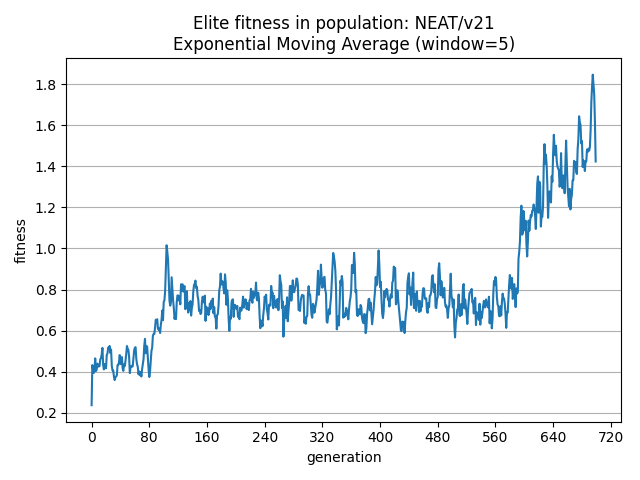 Elite fitness in population: NEAT/v21
Exponential Moving Average (window=5)
fitness
1.8
1.6
1.4
1.2
1.0
0.8
0.6
0.4
0.2
0 80 160 240 320 400 480 560 640 720
generation